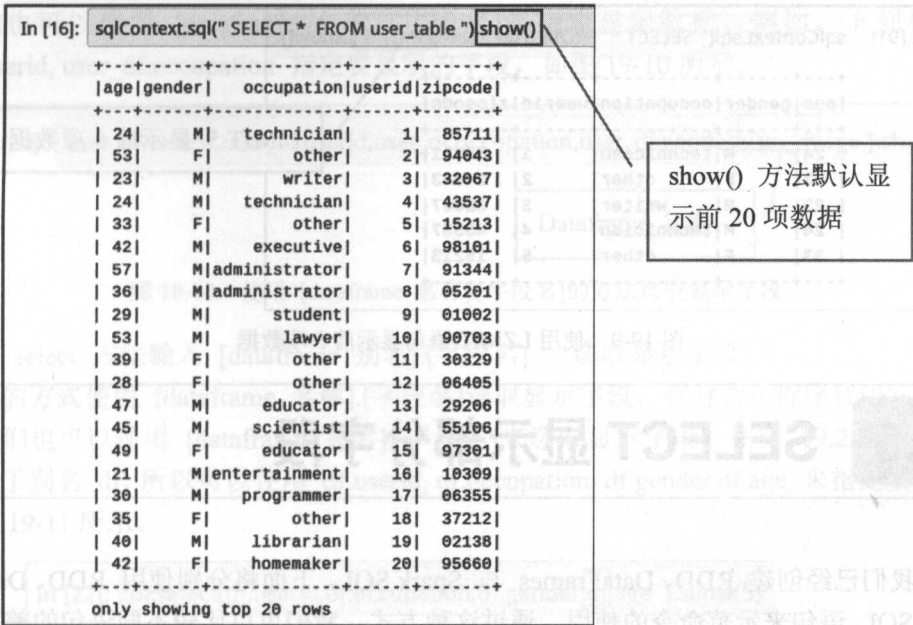 In [16]: sqlContext.sql(" SELECT * FROM user_table ").show()
+---+------+-------------+------+-------+
|age|gender|   occupation|userid|zipcode|
+---+------+-------------+------+-------+
| 24|     M|   technician|     1|  85711|
| 53|     F|        other|     2|  94043|
| 23|     M|       writer|     3|  32067|
| 24|     M|   technician|     4|  43537|
| 33|     F|        other|     5|  15213|
| 42|     M|    executive|     6|  98101|
| 57|     M|administrator|     7|  91344|
| 36|     M|administrator|     8|  05201|
| 29|     M|      student|     9|  01002|
| 53|     M|       lawyer|    10|  90703|
| 39|     F|        other|    11|  30329|
| 28|     F|        other|    12|  06405|
| 47|     M|     educator|    13|  29206|
| 45|     M|    scientist|    14|  55106|
| 49|     F|     educator|    15|  97301|
| 21|     M|entertainment|    16|  10309|
| 30|     M|   programmer|    17|  06355|
| 35|     F|        other|    18|  37212|
| 40|     M|    librarian|    19|  02138|
| 42|     F|    homemaker|    20|  95660|
+---+------+-------------+------+-------+
only showing top 20 rows
show() 方法默认显
示前 20 项数据